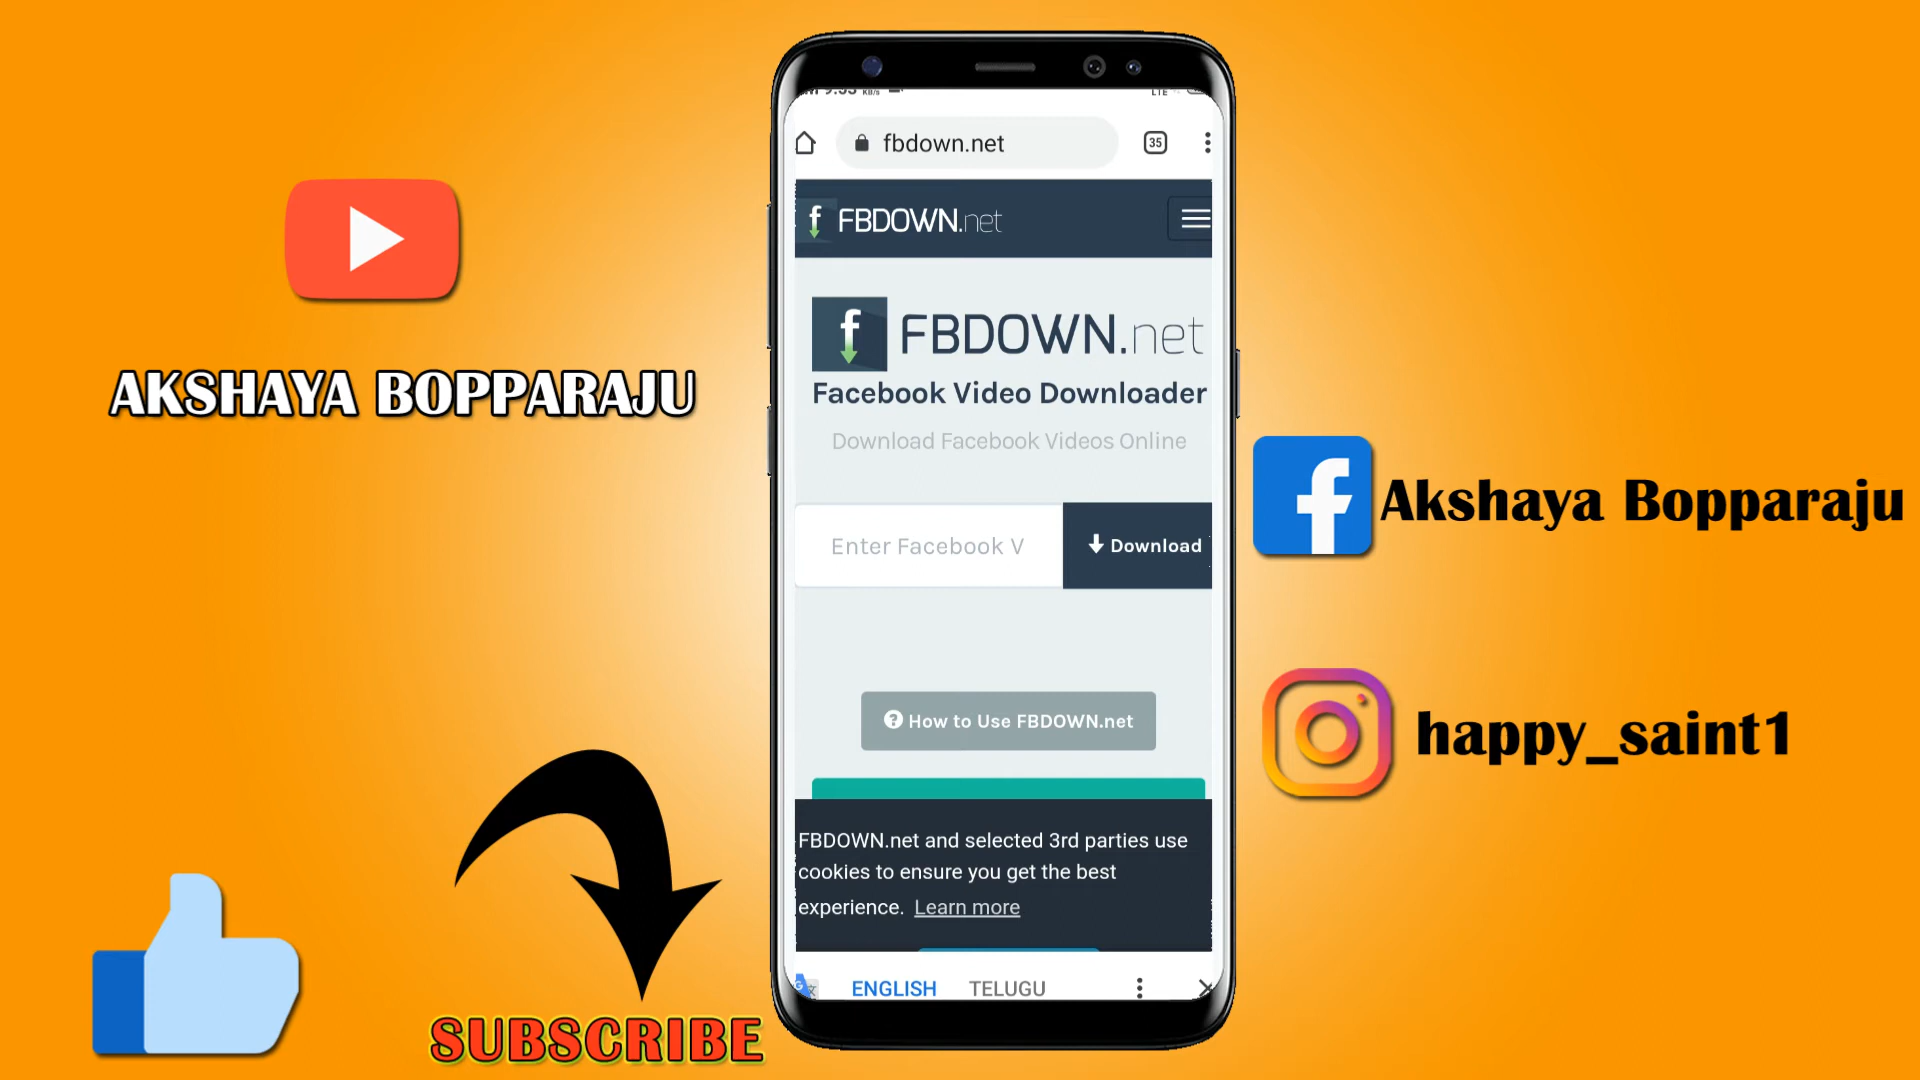 fbdown.net
35
FBDOWN.net
FBDOWN.net
Facebook Video Downloader
Download Facebook Videos Online
Enter Facebook V
Download
How to Use FBDOWN.net
FBDOWN.net and selected 3rd parties use
cookies to ensure you get the best
experience. Learn more
ENGLISH TELUGU
AKSHAYA BOPPARAJU
SUBSCRIBE
Akshaya Bopparaju
happy_saint1